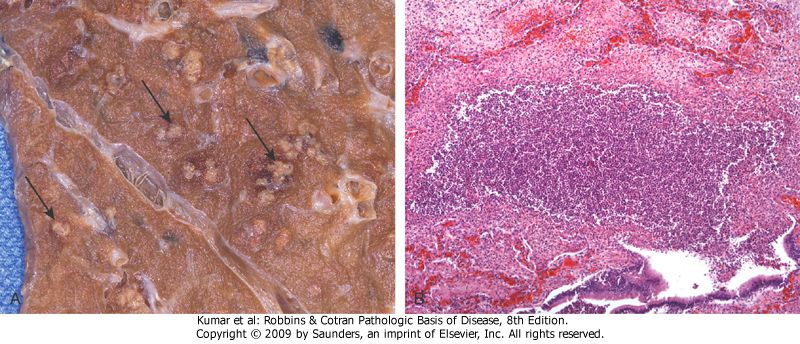 A
B
Kumar et al: Robbins & Cotran Pathologic Basis of Disease, 8th Edition.
Copyright © 2009 by Saunders, an imprint of Elsevier, Inc. All rights reserved.